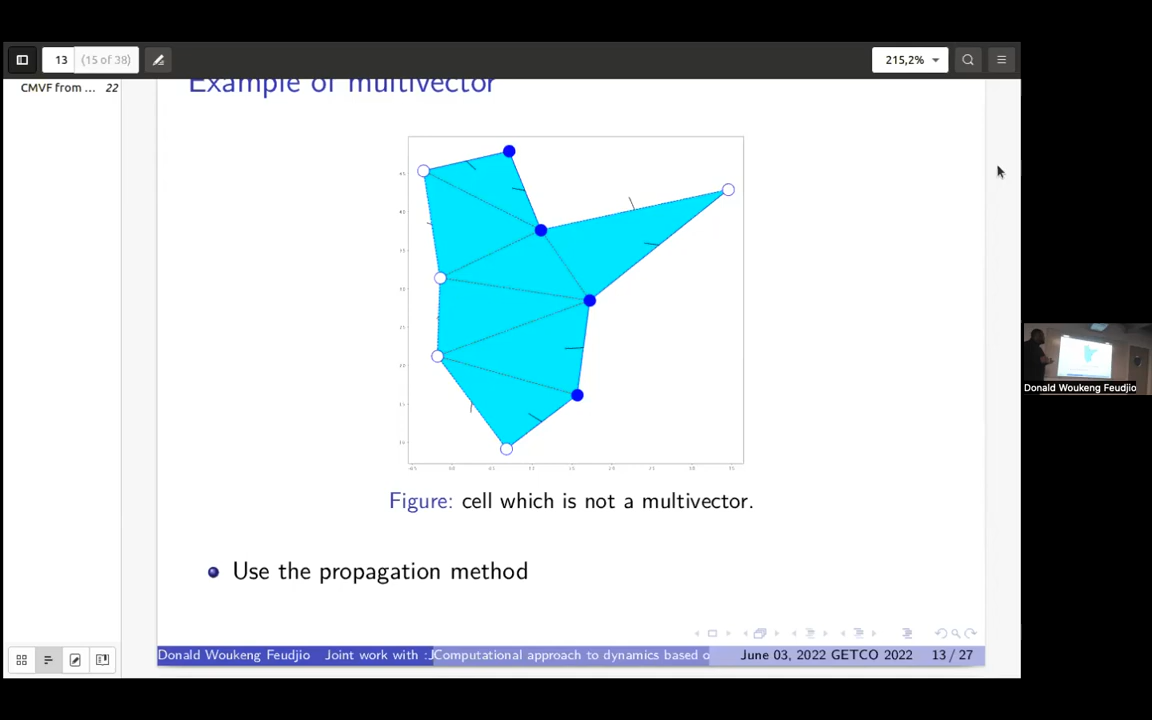 13 (15 of 38) 215,2%
CMVF from ... 22
Example of multivector
Figure: cell which is not a multivector.
Use the propagation method
Donald Woukeng Feudjio Joint work with :JComputational approach to dynamics based o June 03, 2022 GETCO 2022 13 / 27
Donald Woukeng Feudjio